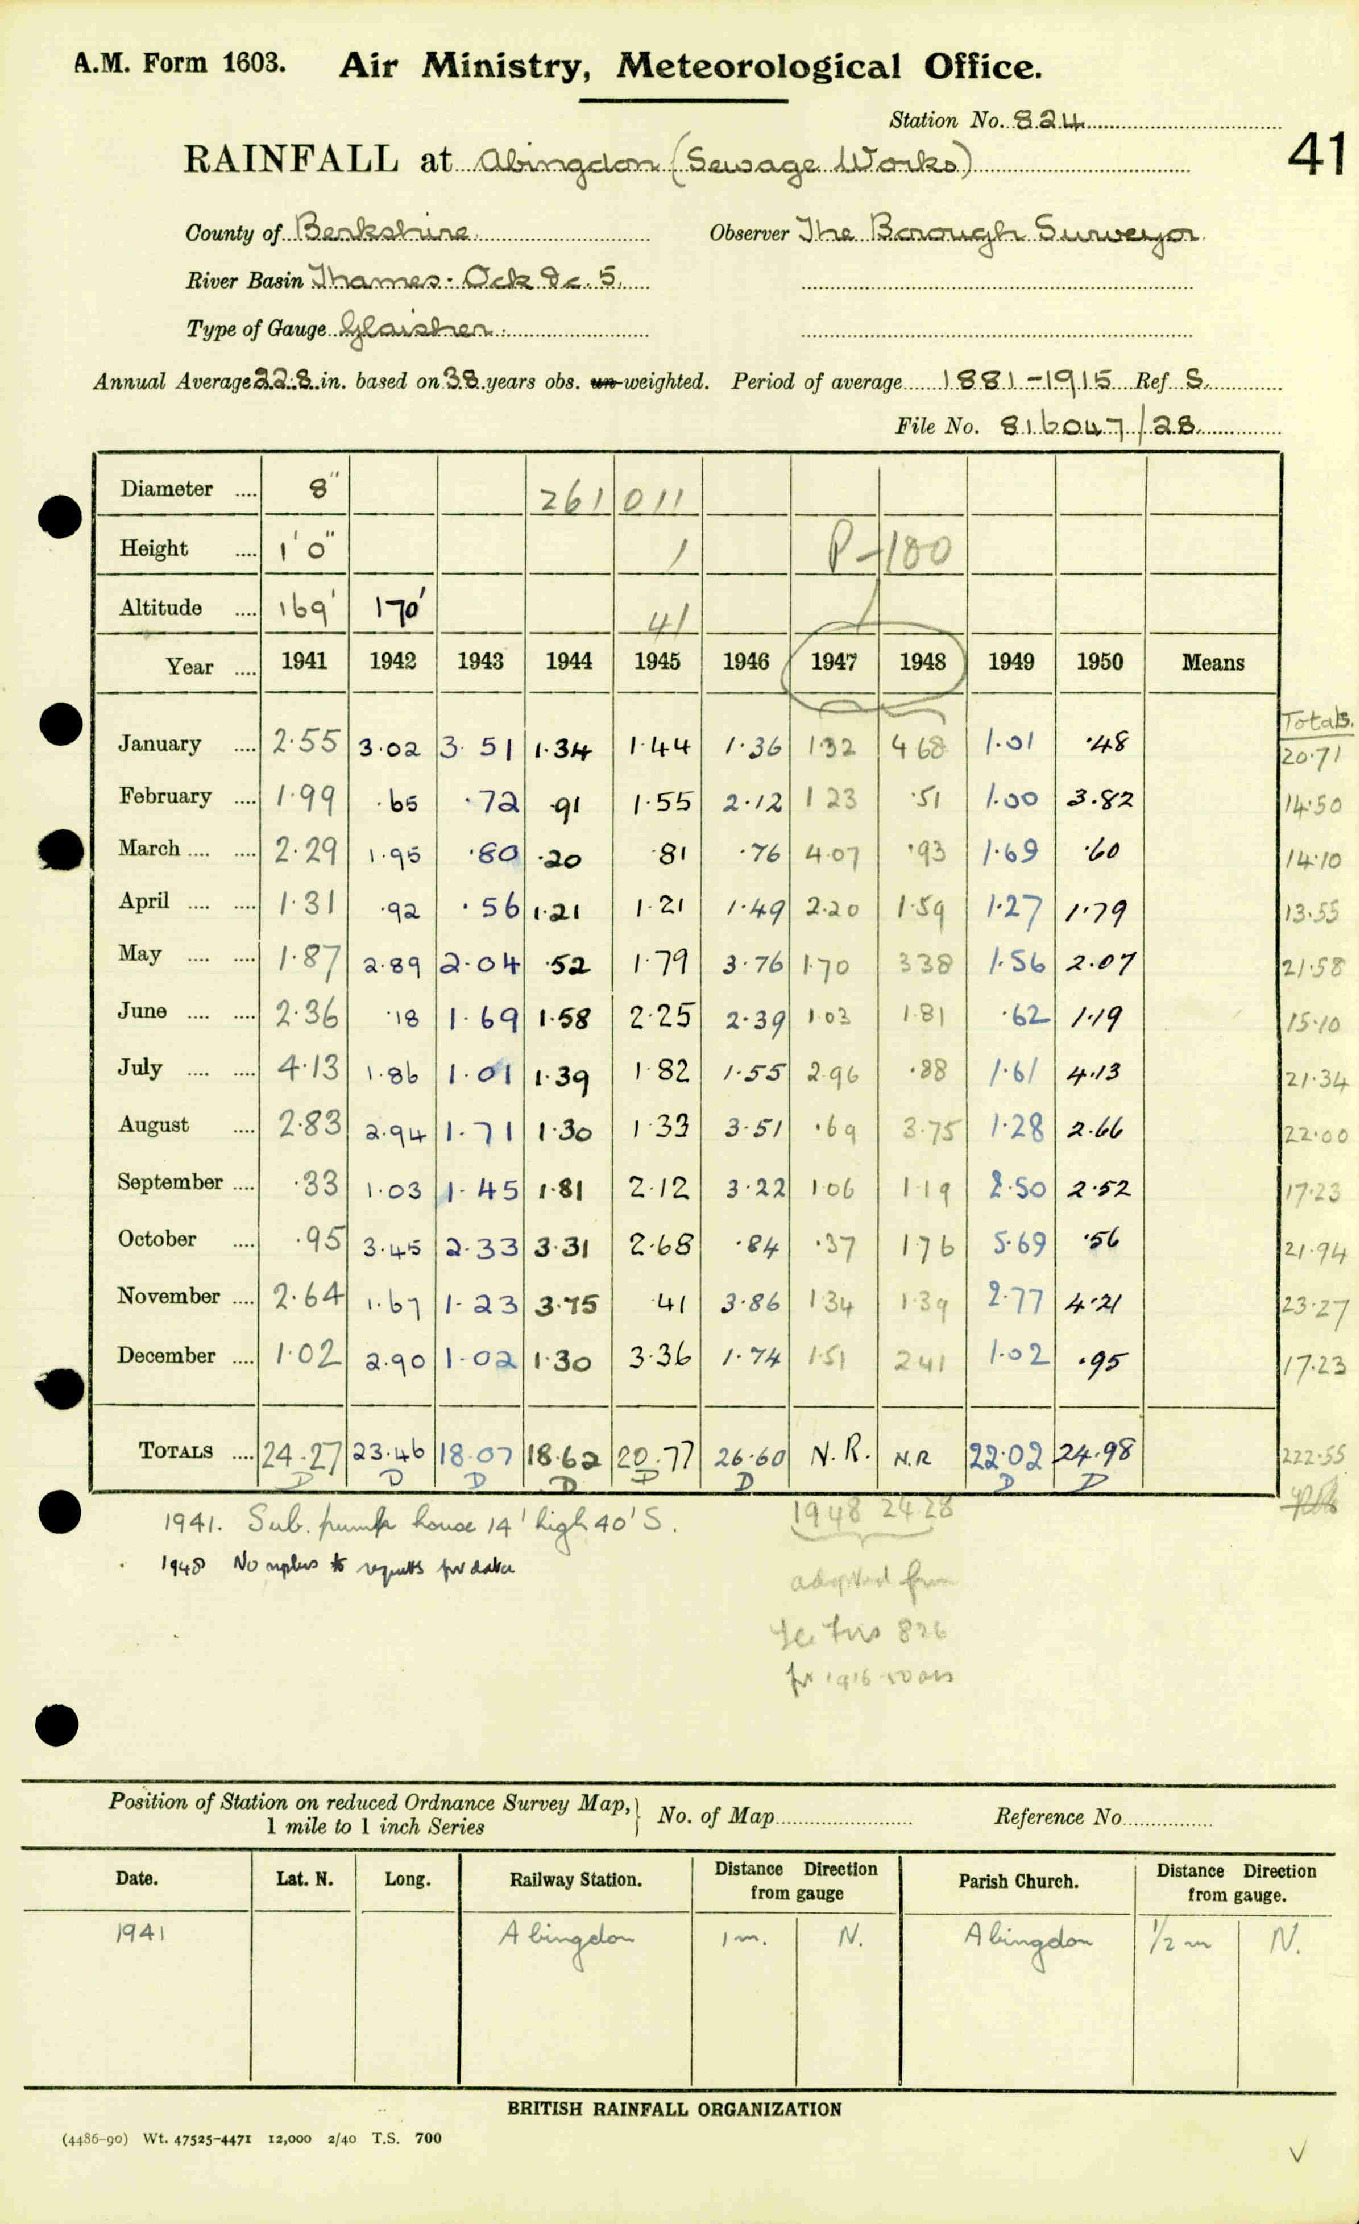 A.M. Form 1603. Air Ministry, Meteorological Office.
Station No. 824
41
RAINFALL at Abingdon (Sewage Works)
County of Berkshire. Observer The Borough Surveyor
River Basin Thames - Ock &c. 5.
Type of Gauge Glaisher.
Annual Average 22.8 in. based on 38 years obs. un-weighted. Period of average 1881-1915 Ref S.
File No. 816047/28
Diameter .... 8" 261 011
Height .... 1' 0" 1 P-100
Altitude .... 169' 170' 41
Year .... 1941 1942 1943 1944 1945 1946 1947 1948 1949 1950 Means
Totals.
January .... 2.55 3.02 3.51 1.34 1.44 1.36 1.32 4.68 1.01 .48 20.71
February .... 1.99 .65 .72 .91 1.55 2.12 1.23 .51 1.00 3.82 14.50
March .... .... 2.29 1.95 .80 .20 .81 .76 4.07 .93 1.69 .60 14.10
April .... .... 1.31 .92 .56 1.21 1.21 1.49 2.20 1.59 1.27 1.79 13.55
May .... .... 1.87 2.89 2.04 .52 1.79 3.76 1.70 3.38 1.56 2.07 21.58
June .... .... 2.36 .18 1.69 1.58 2.25 2.39 1.03 1.81 .62 1.19 15.10
July .... .... 4.13 1.86 1.01 1.39 1.82 1.55 2.96 .88 1.61 4.13 21.34
August .... 2.83 2.94 1.71 1.30 1.33 3.51 .69 3.75 1.28 2.66 22.00
September .... .33 1.03 1.45 1.81 2.12 3.22 1.06 1.19 2.50 2.52 17.23
October .... .95 3.45 2.33 3.31 2.68 .84 .37 1.76 5.69 .56 21.94
November .... 2.64 1.67 1.23 3.75 .41 3.86 1.34 1.39 2.77 4.21 23.27
December .... 1.02 2.90 1.02 1.30 3.36 1.74 1.51 2.41 1.02 .95 17.23
TOTALS .... 24.27 23.46 18.07 18.62 20.77 26.60 N.R. N.R 22.02 24.98 222.55
D D D D D D D D
1941. Sub. pump house 14' high 40' S.
1948 24.28
1948 No replies to requests for data
adopted from
826
for 1916-50 avs
Position of Station on reduced Ordnance Survey Map, 1 mile to 1 inch Series } No. of Map Reference No.
Date. Lat. N. Long. Railway Station. Distance Direction from gauge Parish Church. Distance Direction from gauge.
1941 Abingdon 1 m. N. Abingdon 1/2 m N.
BRITISH RAINFALL ORGANIZATION
(4486-90) Wt. 47525-4471 12,000 2/40 T.S. 700